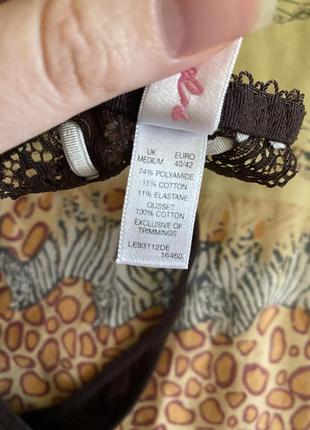 UK EURO
MEDIUM 40/42
74% POLYAMIDE
15% COTTON
11% ELASTANE
GUSSET
100% COTTON
EXCLUSIVE OF
TRIMMINGS
LE93112DE
16460